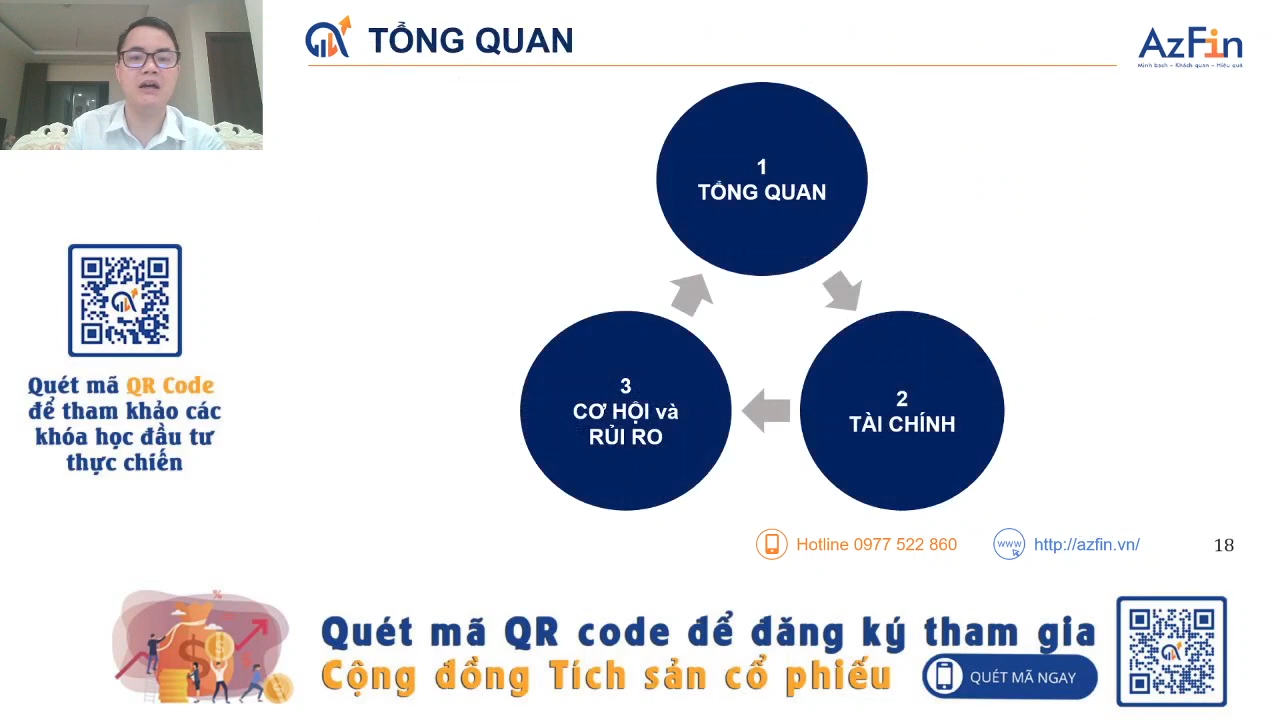 TỔNG QUAN
AzFin
Minh bạch – Khách quan – Hiệu quả
1
TỔNG QUAN
3
CƠ HỘI và
RỦI RO
2
TÀI CHÍNH
Quét mã QR Code
để tham khảo các
khóa học đầu tư
thực chiến
Hotline 0977 522 860
www
http://azfin.vn/
18
Quét mã QR code để đăng ký tham gia
Cộng đồng Tích sản cổ phiếu
QUÉT MÃ NGAY